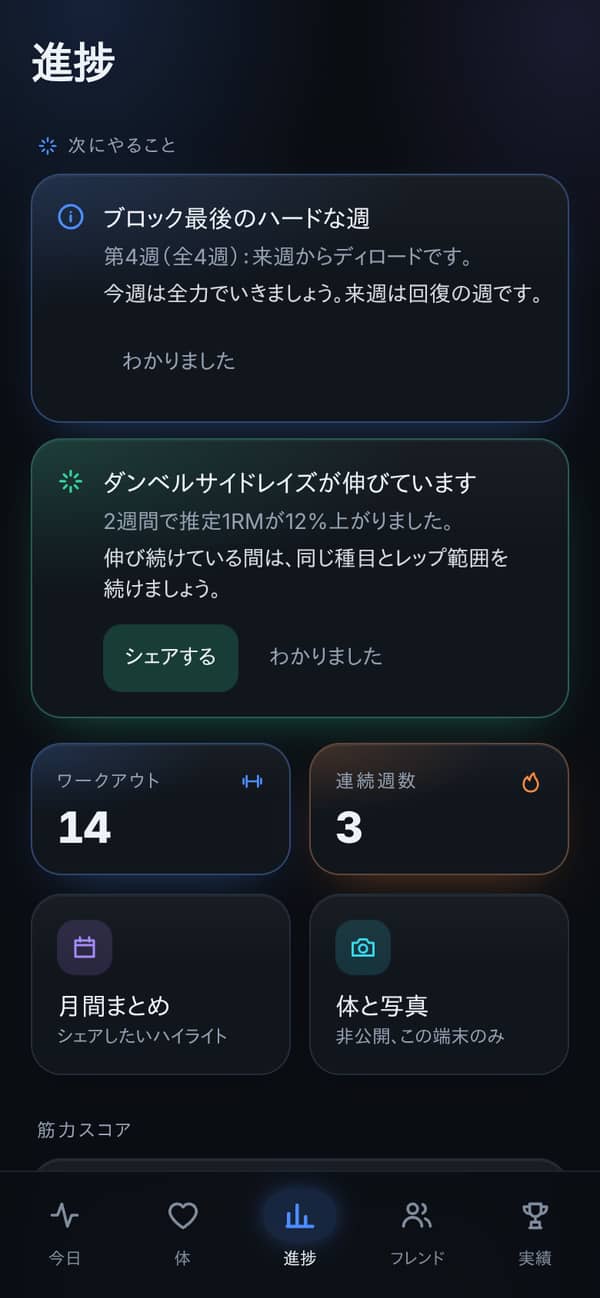 進捗
次にやること
ブロック最後のハードな週
第4週（全4週）: 来週からディロードです。
今週は全力でいきましょう。来週は回復の週です。
わかりました
ダンベルサイドレイズが伸びています
2週間で推定1RMが12%上がりました。
伸び続けている間は、同じ種目とレップ範囲を
続けましょう。
シェアする わかりました
ワークアウト 連続週数
14 3
月間まとめ 体と写真
シェアしたいハイライト 非公開、この端末のみ
筋力スコア
今日 体 進捗 フレンド 実績